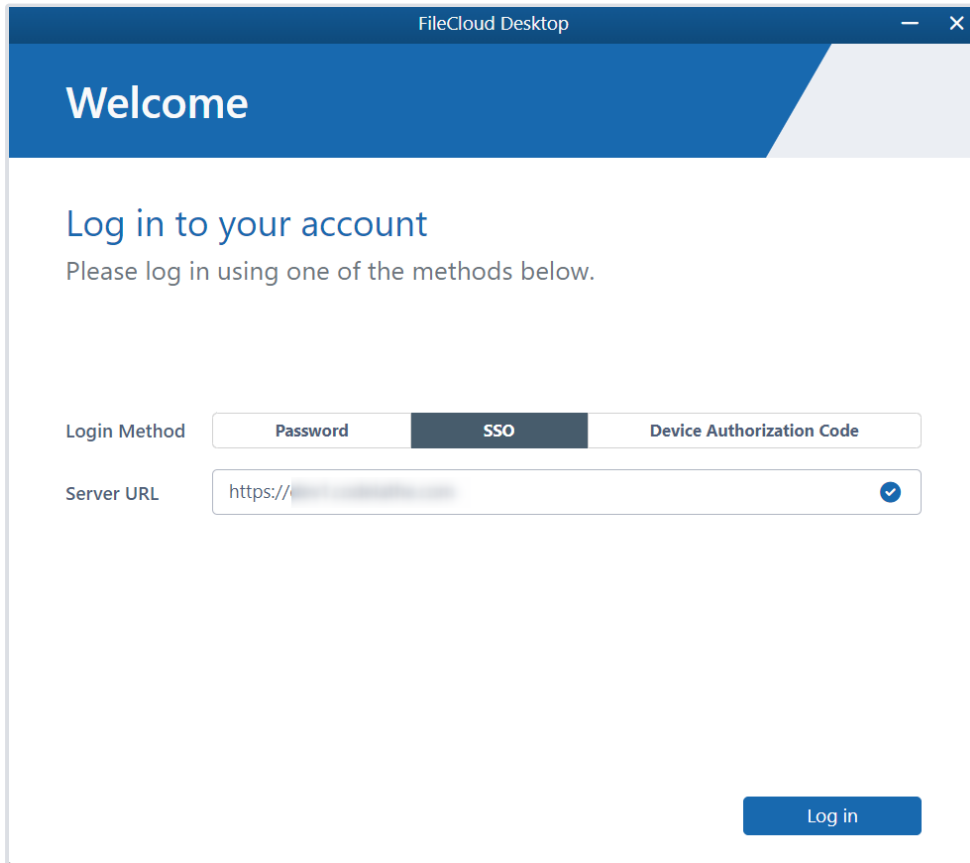 FileCloud Desktop
Welcome
Log in to your account
Please log in using one of the methods below.
Login Method Password SSO Device Authorization Code
Server URL https://
Log in